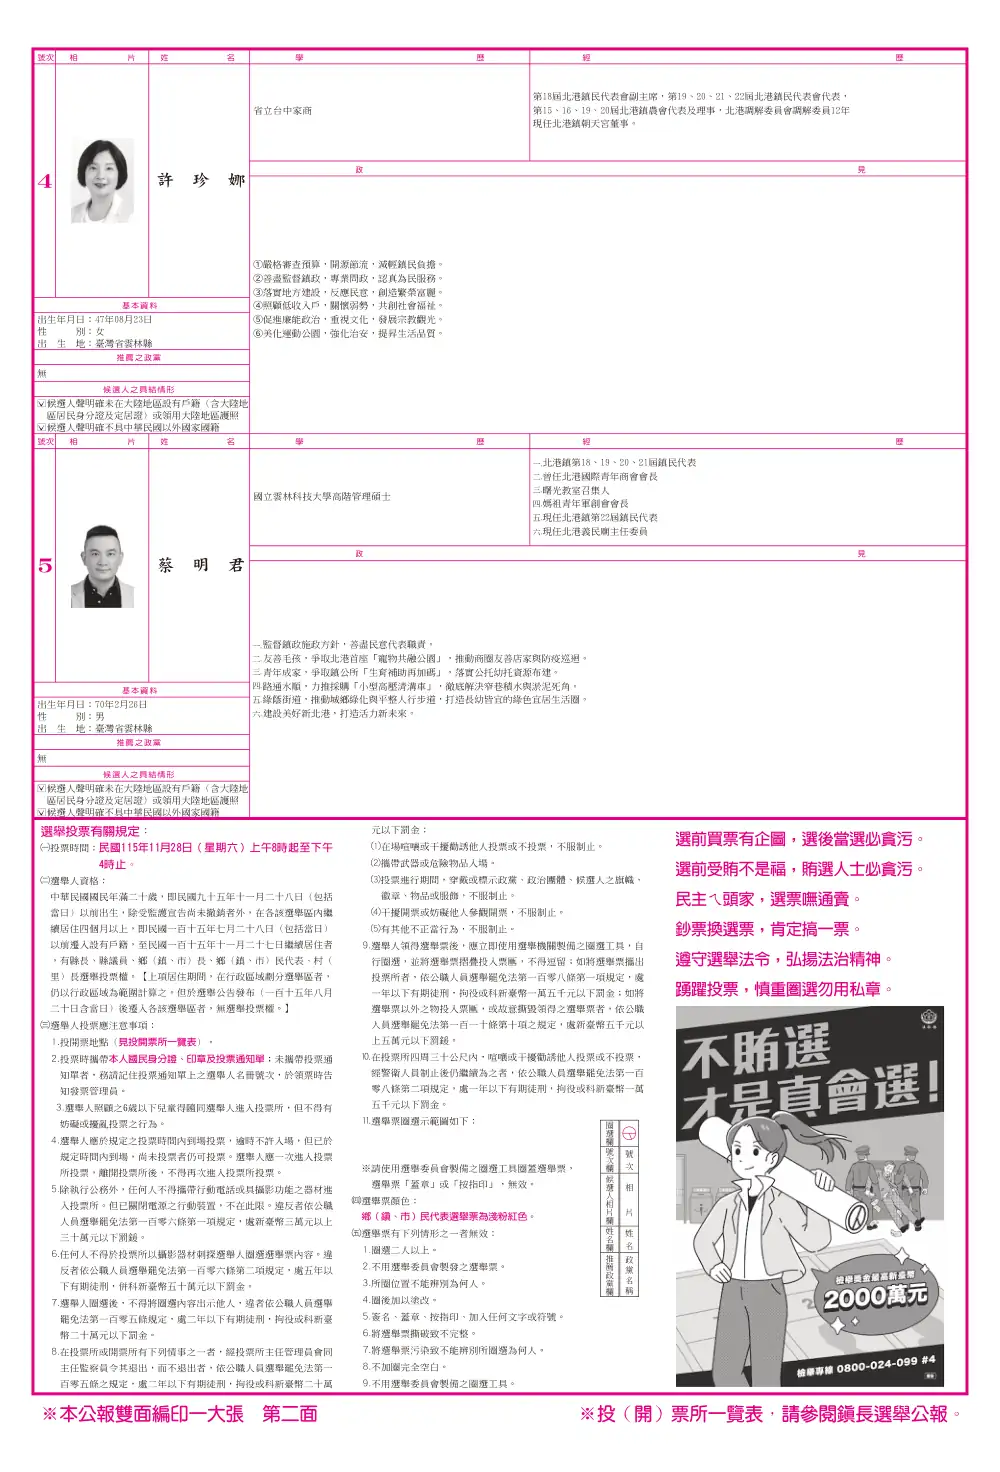 號次 相 片 姓 名 學 歷 經 歷
4
許 珍 娜
省立台中家商
第18屆北港鎮民代表會副主席，第19、20、21、22屆北港鎮民代表會代表，
第15、16、19、20屆北港鎮農會代表及理事，北港調解委員會調解委員12年
現任北港鎮朝天宮董事。
政 見
①嚴格審查預算，開源節流，減輕鎮民負擔。
②善盡監督鎮政，專業問政，認真為民服務。
③落實地方建設，反應民意，創造繁榮富麗。
④照顧低收入戶，關懷弱勢，共創社會福祉。
⑤促進廉能政治，重視文化，發展宗教觀光。
⑥美化運動公園，強化治安，提昇生活品質。
基本資料
出生年月日：47年08月23日
性 別：女
出 生 地：臺灣省雲林縣
推薦之政黨
無
候選人之具結情形
☑候選人聲明確未在大陸地區設有戶籍（含大陸地
區居民身分證及定居證）或領用大陸地區護照
☑候選人聲明確不具中華民國以外國家國籍
號次 相 片 姓 名 學 歷 經 歷
5
蔡 明 君
國立雲林科技大學高階管理碩士
一.北港鎮第18、19、20、21屆鎮民代表
二.曾任北港國際青年商會會長
三.曙光教室召集人
四.媽祖青年軍創會會長
五.現任北港鎮第22屆鎮民代表
六.現任北港義民廟主任委員
政 見
一.監督鎮政施政方針，善盡民意代表職責。
二.友善毛孩，爭取北港首座「寵物共融公園」，推動商圈友善店家與防疫巡迴。
三.青年成家，爭取鎮公所「生育補助再加碼」，落實公托幼托資源布建。
四.路通水順，力推採購「小型高壓清溝車」，徹底解決窄巷積水與淤泥死角。
五.綠蔭街道，推動城鄉綠化與平整人行步道，打造長幼皆宜的綠色宜居生活圈。
六.建設美好新北港，打造活力新未來。
基本資料
出生年月日：70年2月26日
性 別：男
出 生 地：臺灣省雲林縣
推薦之政黨
無
候選人之具結情形
☑候選人聲明確未在大陸地區設有戶籍（含大陸地
區居民身分證及定居證）或領用大陸地區護照
☑候選人聲明確不具中華民國以外國家國籍
選舉投票有關規定：
㈠投票時間：民國115年11月28日（星期六）上午8時起至下午
4時止。
㈡選舉人資格：
中華民國國民年滿二十歲，即民國九十五年十一月二十八日（包括
當日）以前出生，除受監護宣告尚未撤銷者外，在各該選舉區內繼
續居住四個月以上，即民國一百十五年七月二十八日（包括當日）
以前遷入設有戶籍，至民國一百十五年十一月二十七日繼續居住者
，有縣長、縣議員、鄉（鎮、市）長、鄉（鎮、市）民代表、村（
里）長選舉投票權。【上項居住期間，在行政區域劃分選舉區者，
仍以行政區域為範圍計算之。但於選舉公告發布（一百十五年八月
二十日含當日）後遷入各該選舉區者，無選舉投票權。】
㈢選舉人投票應注意事項：
1.投開票地點（見投開票所一覽表）。
2.投票時攜帶本人國民身分證、印章及投票通知單；未攜帶投票通
知單者，務請記住投票通知單上之選舉人名冊號次，於領票時告
知發票管理員。
3.選舉人照顧之6歲以下兒童得隨同選舉人進入投票所，但不得有
妨礙或擾亂投票之行為。
4.選舉人應於規定之投票時間內到場投票，逾時不許入場，但已於
規定時間內到場，尚未投票者仍可投票。選舉人應一次進入投票
所投票，離開投票所後，不得再次進入投票所投票。
5.除執行公務外，任何人不得攜帶行動電話或具攝影功能之器材進
入投票所。但已關閉電源之行動裝置，不在此限。違反者依公職
人員選舉罷免法第一百零六條第一項規定，處新臺幣三萬元以上
三十萬元以下罰鍰。
6.任何人不得於投票所以攝影器材刺探選舉人圈選選舉票內容。違
反者依公職人員選舉罷免法第一百零六條第二項規定，處五年以
下有期徒刑，併科新臺幣五十萬元以下罰金。
7.選舉人圈選後，不得將圈選內容出示他人，違者依公職人員選舉
罷免法第一百零五條規定，處二年以下有期徒刑，拘役或科新臺
幣二十萬元以下罰金。
8.在投票所或開票所有下列情事之一者，經投票所主任管理員會同
主任監察員令其退出，而不退出者，依公職人員選舉罷免法第一
百零五條之規定，處二年以下有期徒刑，拘役或科新臺幣二十萬
元以下罰金：
⑴在場喧嚷或干擾勸誘他人投票或不投票，不服制止。
⑵攜帶武器或危險物品入場。
⑶投票進行期間，穿戴或標示政黨、政治團體、候選人之旗幟、
徽章、物品或服飾，不服制止。
⑷干擾開票或妨礙他人參觀開票，不服制止。
⑸有其他不正當行為，不服制止。
9.選舉人領得選舉票後，應立即使用選舉機關製備之圈選工具，自
行圈選，並將選舉票摺疊投入票匭，不得逗留；如將選舉票攜出
投票所者，依公職人員選舉罷免法第一百零八條第一項規定，處
一年以下有期徒刑，拘役或科新臺幣一萬五千元以下罰金；如將
選舉票以外之物投入票匭，或故意撕毀領得之選舉票者，依公職
人員選舉罷免法第一百一十條第十項之規定，處新臺幣五千元以
上五萬元以下罰鍰。
10.在投票所四周三十公尺內，喧嚷或干擾勸誘他人投票或不投票，
經警衛人員制止後仍繼續為之者，依公職人員選舉罷免法第一百
零八條第二項規定，處一年以下有期徒刑，拘役或科新臺幣一萬
五千元以下罰金。
11.選舉票圈選示範圖如下：
圈選欄 號次欄 候選人相片欄 姓名欄 推薦政黨欄
號次 相片 姓名 政黨名稱
※請使用選舉委員會製備之圈選工具圈蓋選舉票，
選舉票「蓋章」或「按指印」，無效。
㈣選舉票顏色：
鄉（鎮、市）民代表選舉票為淺粉紅色。
㈤選舉票有下列情形之一者無效：
1.圈選二人以上。
2.不用選舉委員會製發之選舉票。
3.所圈位置不能辨別為何人。
4.圈後加以塗改。
5.簽名、蓋章、按指印、加入任何文字或符號。
6.將選舉票撕破致不完整。
7.將選舉票污染致不能辨別所圈選為何人。
8.不加圈完全空白。
9.不用選舉委員會製備之圈選工具。
選前買票有企圖，選後當選必貪污。
選前受賄不是福，賄選人士必貪污。
民主ㄟ頭家，選票嘸通賣。
鈔票換選票，肯定搞一票。
遵守選舉法令，弘揚法治精神。
踴躍投票，慎重圈選勿用私章。
不賄選
才是真會選！
檢舉獎金最高新臺幣
2000萬元
檢舉專線 0800-024-099 #4
※本公報雙面編印一大張 第二面
※投（開）票所一覽表，請參閱鎮長選舉公報。